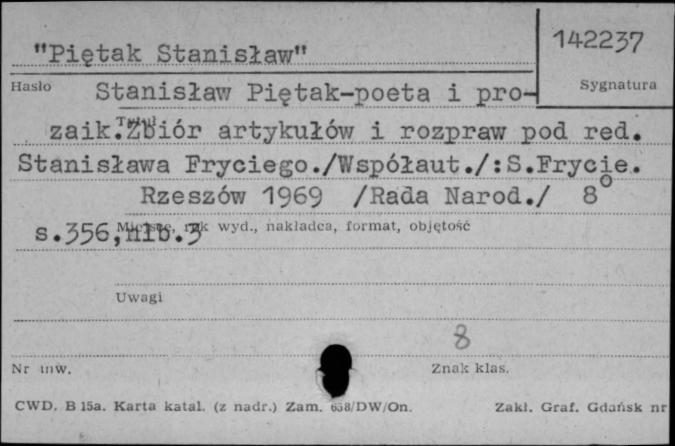 "Piętak Stanisław"
142237
Hasło
Stanisław Piętak-poeta i pro-
Sygnatura
Tytuł
zaik.Zbiór artykułów i rozpraw pod red.
Stanisława Fryciego./Współaut./:S.Frycie.
Rzeszów 1969 /Rada Narod./ 8°
Miejsce, rok wyd., nakładca, format, objętość
s.356,nlb.3
Uwagi
8
Nr inw.
Znak klas.
CWD. B 15a. Karta katal. (z nadr.) Zam. 658/DW/On.
Zakł. Graf. Gdańsk nr